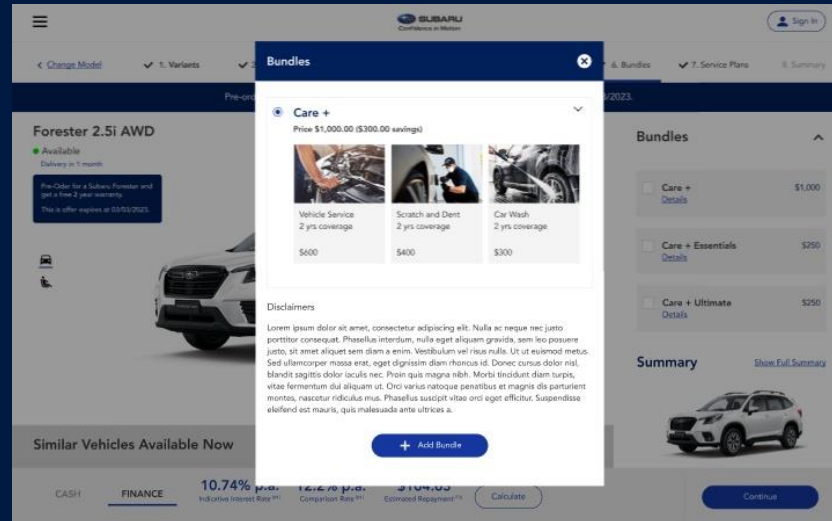 SUBARU
Confidence in Motion
Sign In
Change Model
1. Variants
6. Bundles
7. Service Plans
8. Summary
Bundles
Forester 2.5i AWD
Available
Delivery in 1 month
Pre-Oder for a Subaru Forester and
get a free 2 year warranty.
This is offer expires at 03/03/2023.
Care +
Price $1,000.00 ($300.00 savings)
Vehicle Service
2 yrs coverage
$600
Scratch and Dent
2 yrs coverage
$400
Car Wash
2 yrs coverage
$300
Disclaimers
Lorem ipsum dolor sit amet, consectetur adipiscing elit. Nulla ac neque nec justo
porttitor consequat. Phasellus interdum, nulla eget aliquam gravida, sem leo posuere
justo, sit amet aliquet sem diam a enim. Vestibulum vel risus nulla. Ut ut euismod metus.
Sed ullamcorper massa erat, eget dignissim diam rhoncus id. Donec cursus dolor nisl,
blandit sagittis dolor iaculis nec. Proin quis magna nibh. Morbi tincidunt diam turpis,
vitae fermentum dui aliquam ut. Orci varius natoque penatibus et magnis dis parturient
montes, nascetur ridiculus mus. Phasellus suscipit vitae orci eget efficitur. Suspendisse
eleifend est mauris, quis malesuada ante ultrices a.
+ Add Bundle
Bundles
Care +
$1,000
Details
Care + Essentials
$250
Details
Care + Ultimate
$250
Details
Summary
Show Full Summary
Similar Vehicles Available Now
CASH
FINANCE
10.74% p.a.
Indicative Interest Rate
Comparison Rate
Estimated Repayment
Calculate
Continue